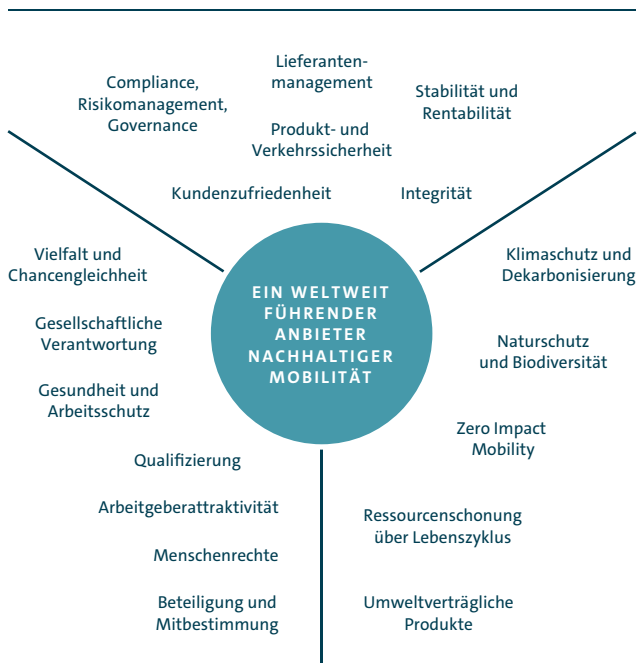 Compliance,
Risikomanagement,
Governance
Lieferanten-
management
Stabilität und
Rentabilität
Produkt- und
Verkehrssicherheit
Kundenzufriedenheit
Integrität
Vielfalt und
Chancengleichheit
Gesellschaftliche
Verantwortung
Gesundheit und
Arbeitsschutz
Qualifizierung
Arbeitgeberattraktivität
Menschenrechte
Beteiligung und
Mitbestimmung
EIN WELTWEIT
FÜHRENDER
ANBIETER
NACHHALTIGER
MOBILITÄT
Klimaschutz und
Dekarbonisierung
Naturschutz
und Biodiversität
Zero Impact
Mobility
Ressourcenschonung
über Lebenszyklus
Umweltverträgliche
Produkte